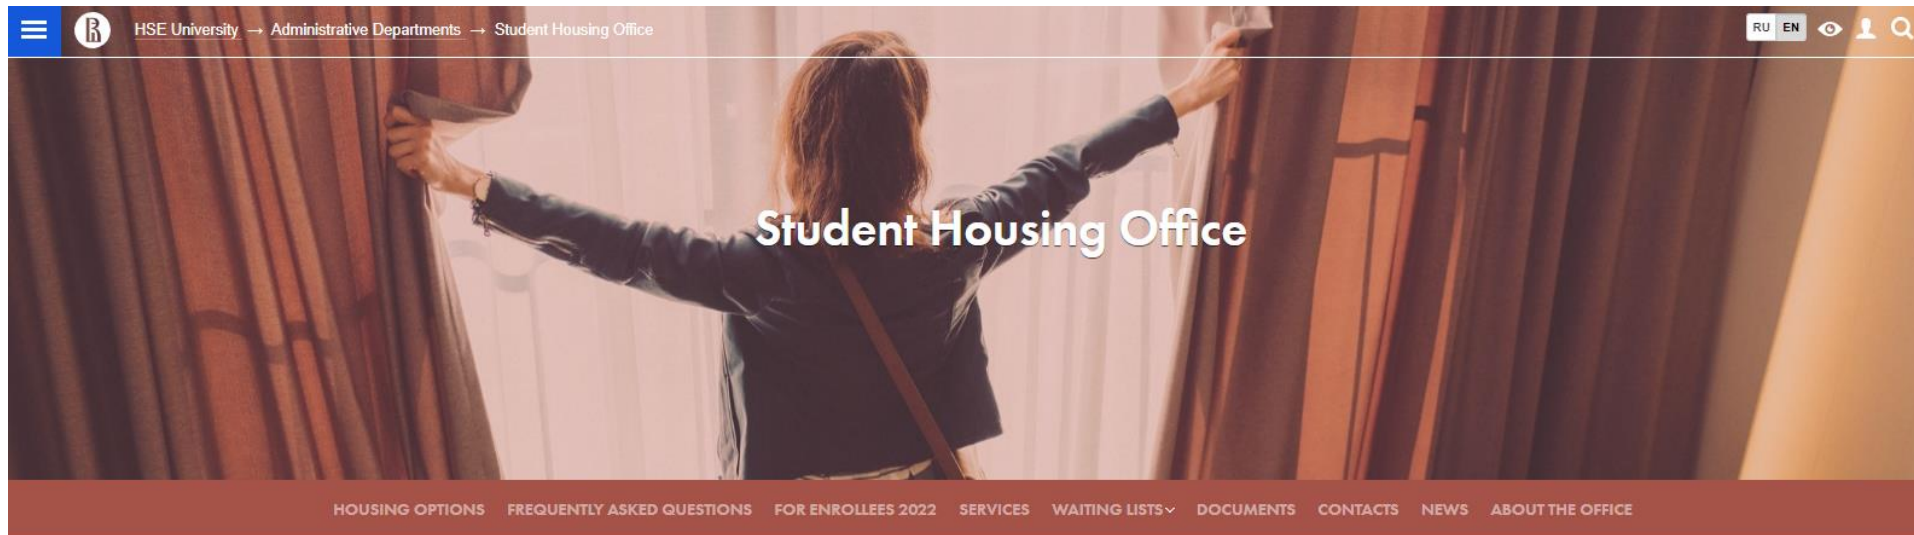 HSE University → Administrative Departments → Student Housing Office
RU EN
Student Housing Office
HOUSING OPTIONS FREQUENTLY ASKED QUESTIONS FOR ENROLLEES 2022 SERVICES WAITING LISTS DOCUMENTS CONTACTS NEWS ABOUT THE OFFICE